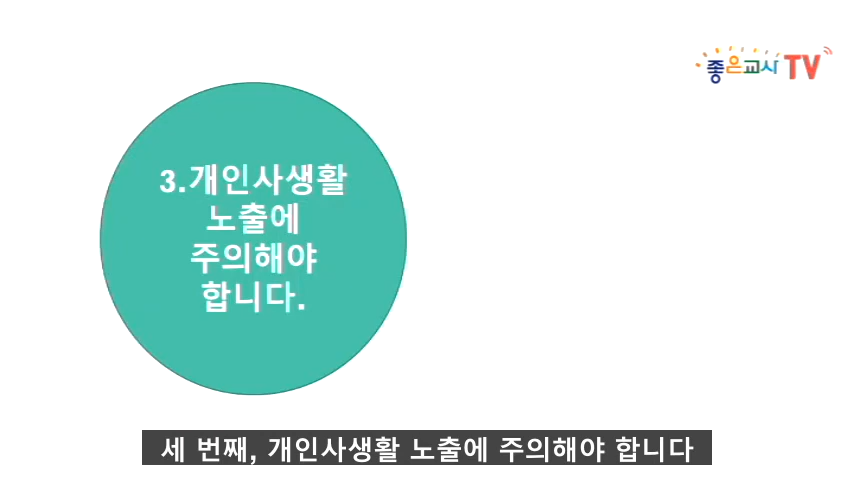 좋은교사 TV
3.개인사생활
노출에
주의해야
합니다.
세 번째, 개인사생활 노출에 주의해야 합니다